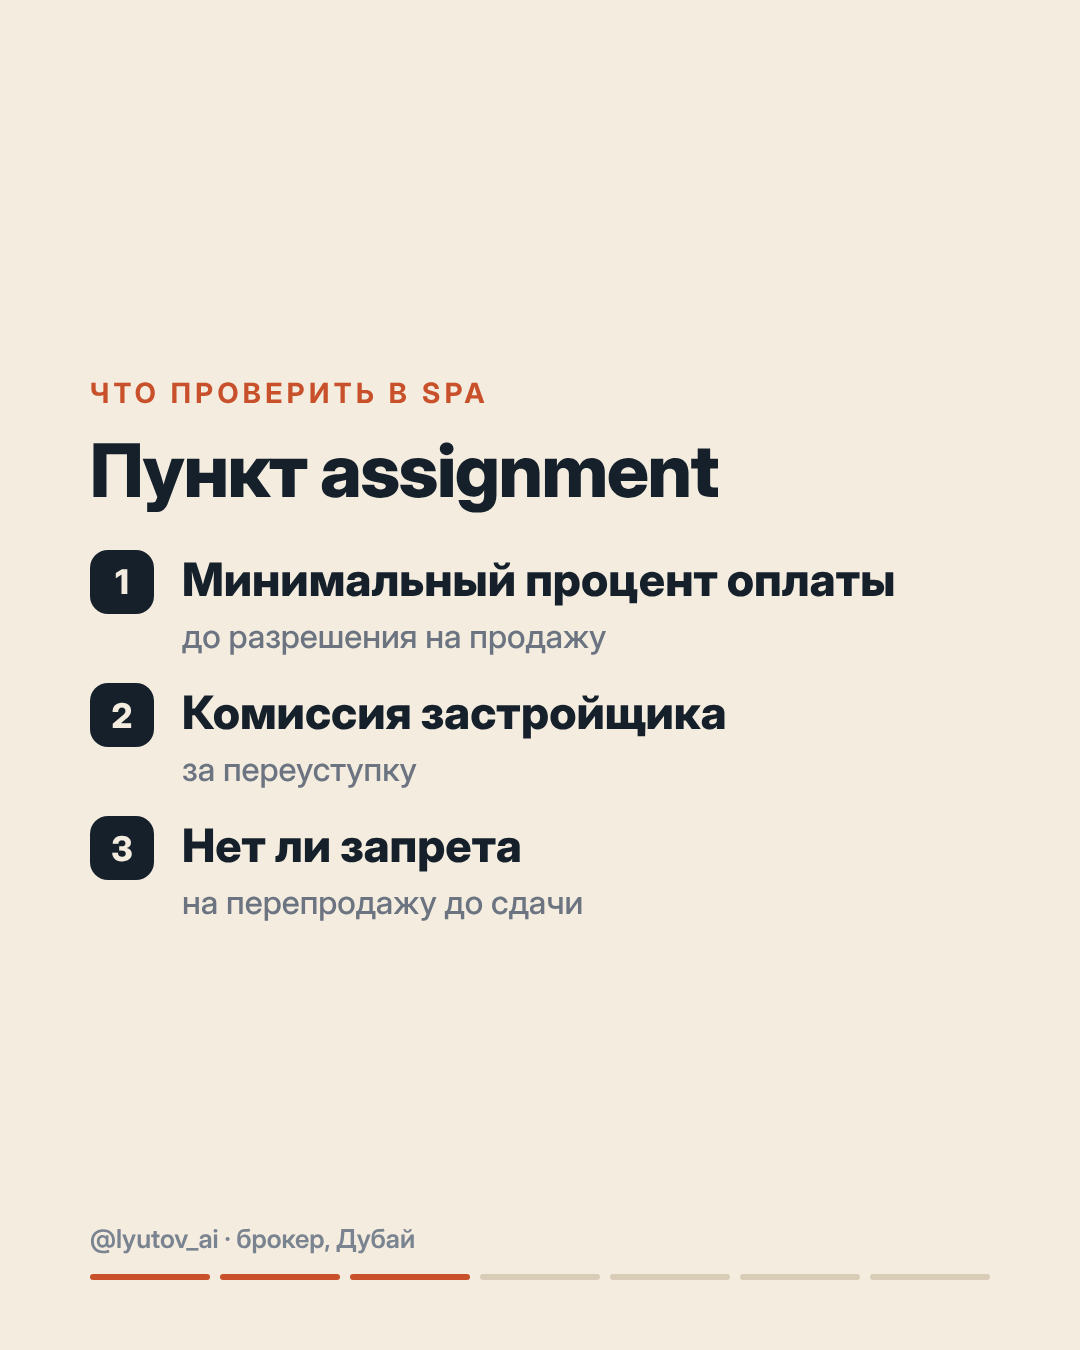 ЧТО ПРОВЕРИТЬ В SPA
Пункт assignment
1 Минимальный процент оплаты
до разрешения на продажу
2 Комиссия застройщика
за переуступку
3 Нет ли запрета
на перепродажу до сдачи
@lyutov_ai · брокер, Дубай